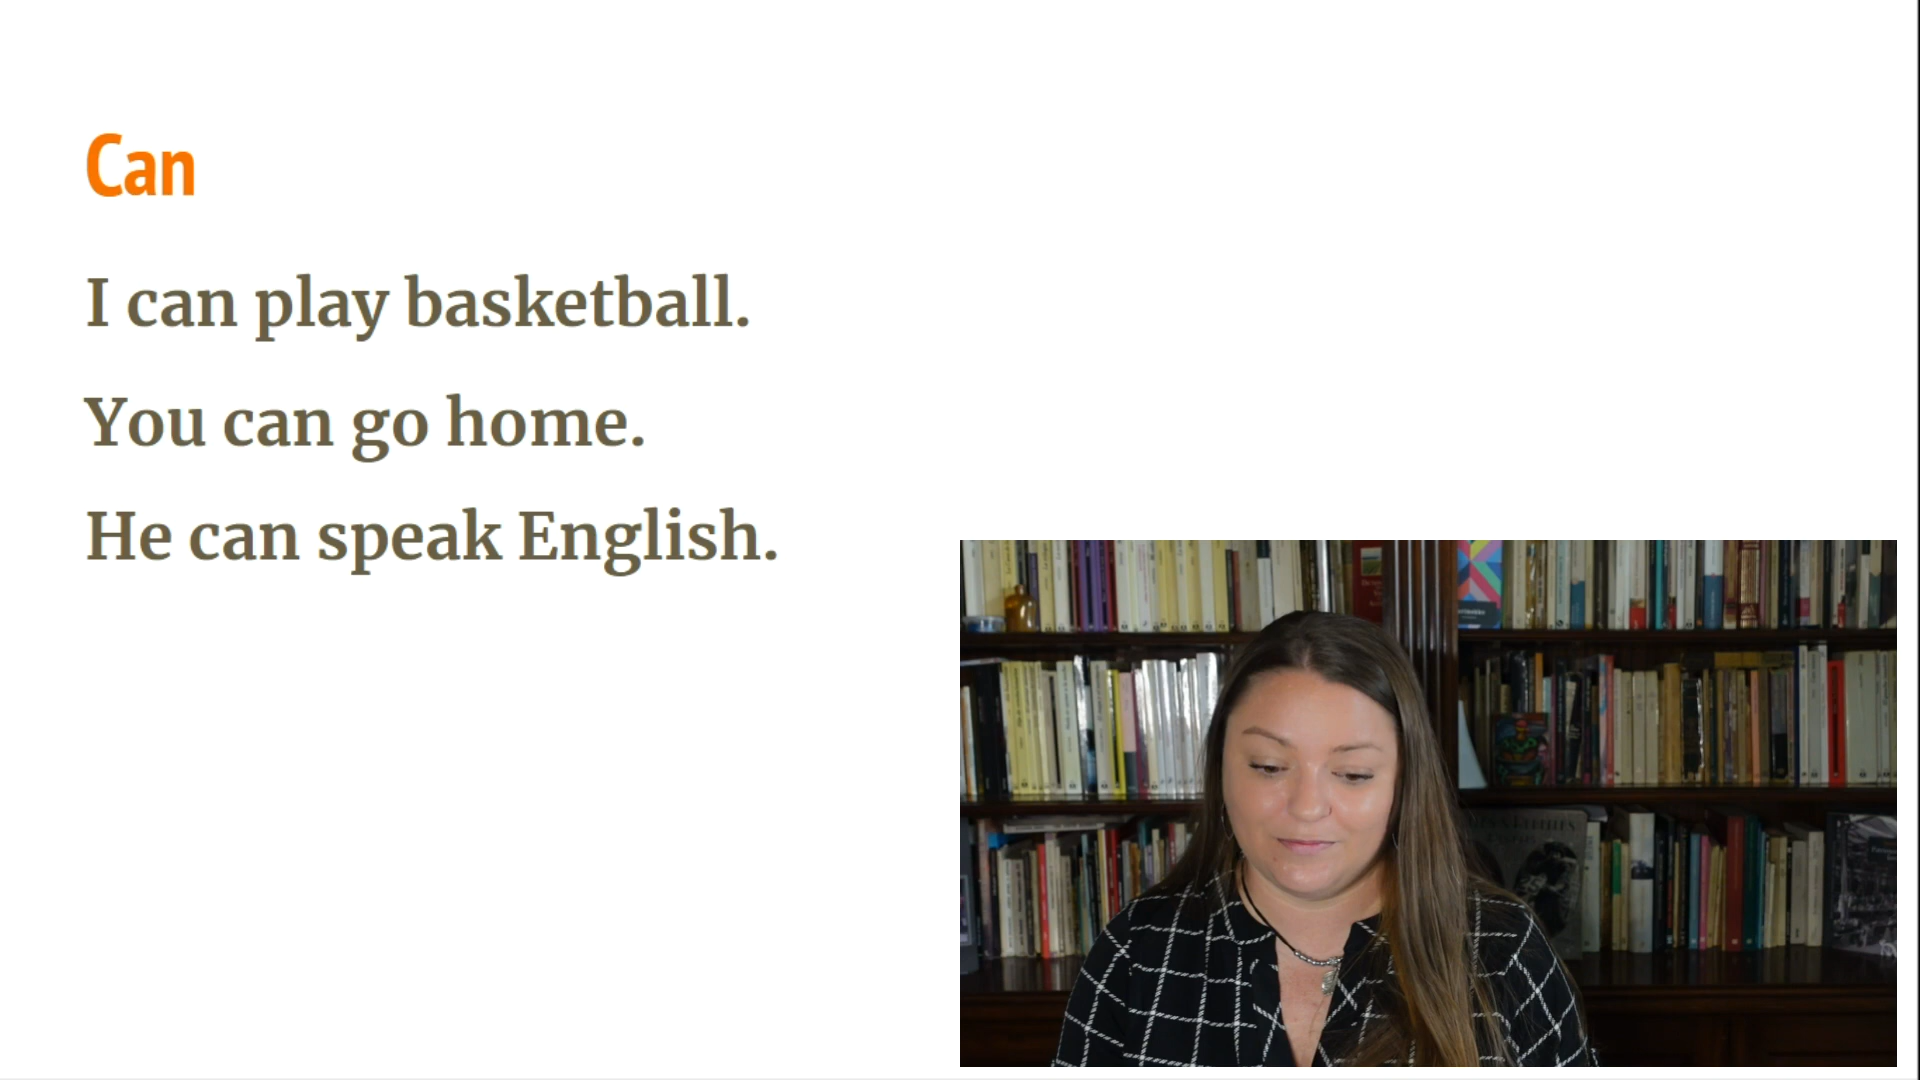 Can
I can play basketball.
You can go home.
He can speak English.